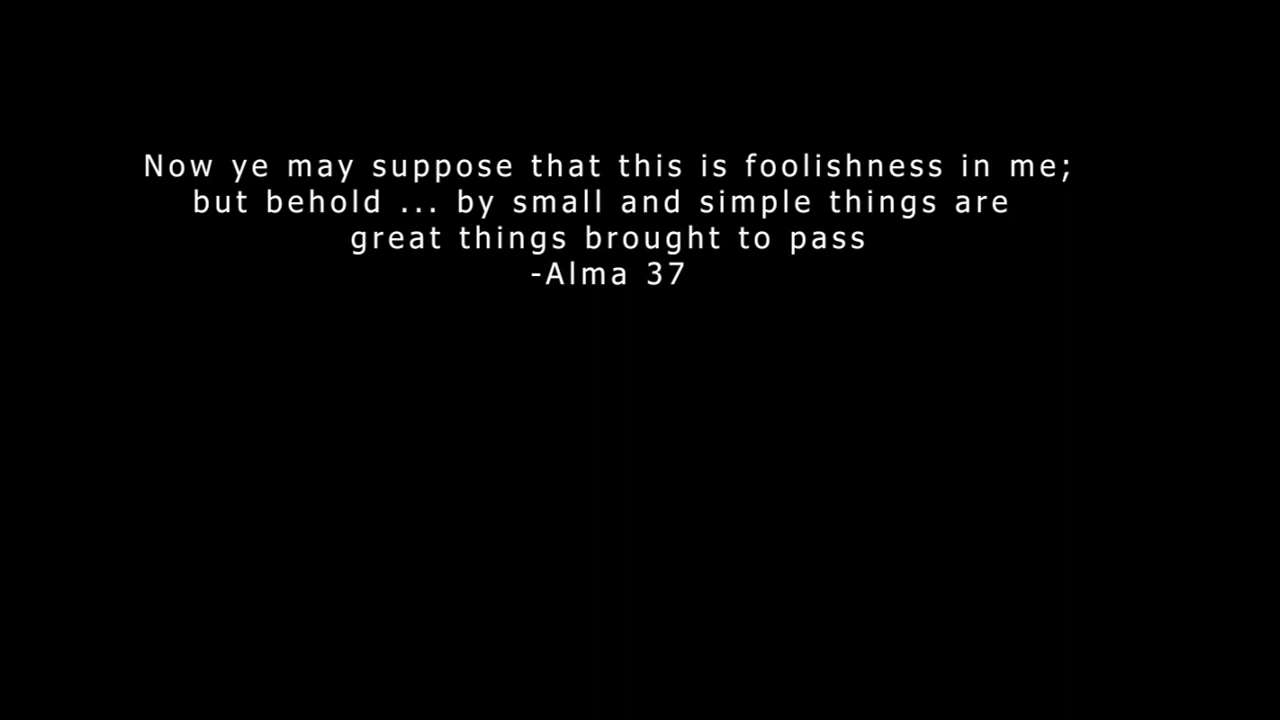 Now ye may suppose that this is foolishness in me;
but behold ... by small and simple things are
great things brought to pass
-Alma 37